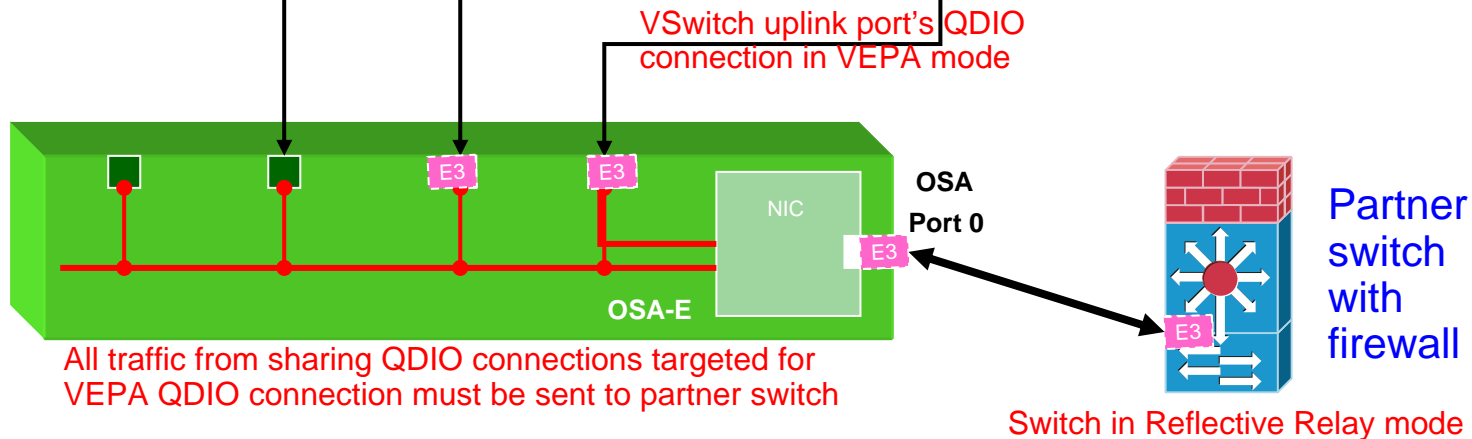 VSwitch uplink port's QDIO
connection in VEPA mode
E3
E3
NIC
OSA
Port 0
E3
OSA-E
E3
Partner
switch
with
firewall
All traffic from sharing QDIO connections targeted for
VEPA QDIO connection must be sent to partner switch
Switch in Reflective Relay mode